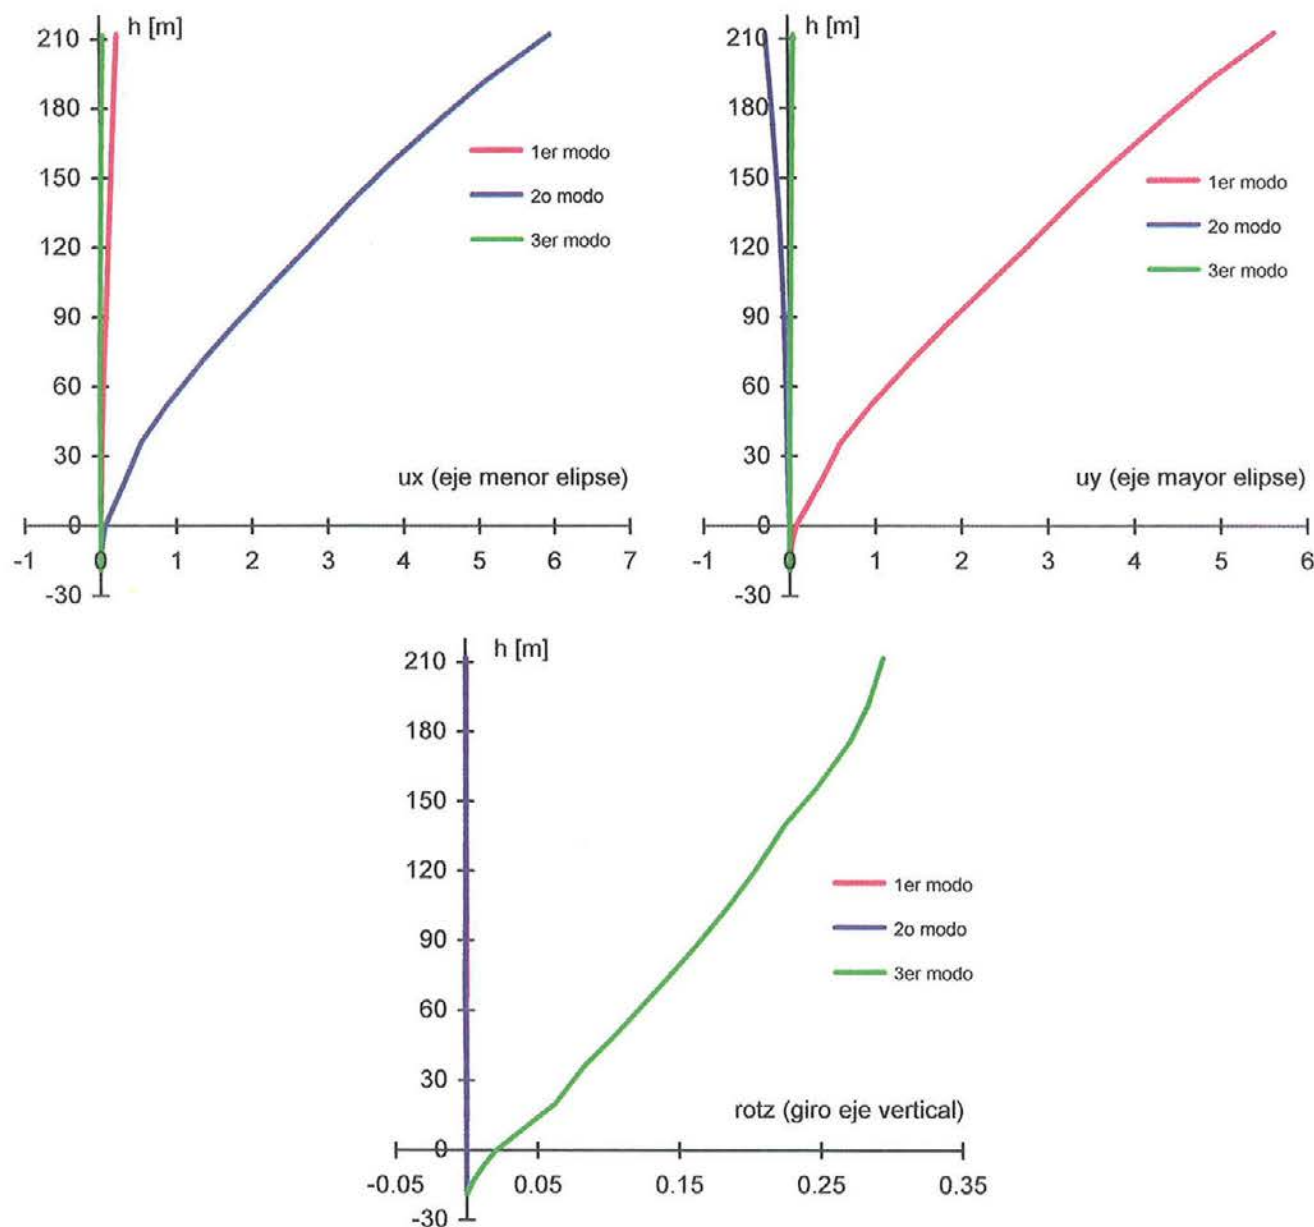 h [m]
210
180
150
120
90
60
30
0
-30
-1 0 1 2 3 4 5 6 7
1er modo
2o modo
3er modo
ux (eje menor elipse)
h [m]
210
180
150
120
90
60
30
0
-30
-1 0 1 2 3 4 5 6
1er modo
2o modo
3er modo
uy (eje mayor elipse)
h [m]
210
180
150
120
90
60
30
0
-30
-0.05 0.05 0.15 0.25 0.35
1er modo
2o modo
3er modo
rotz (giro eje vertical)